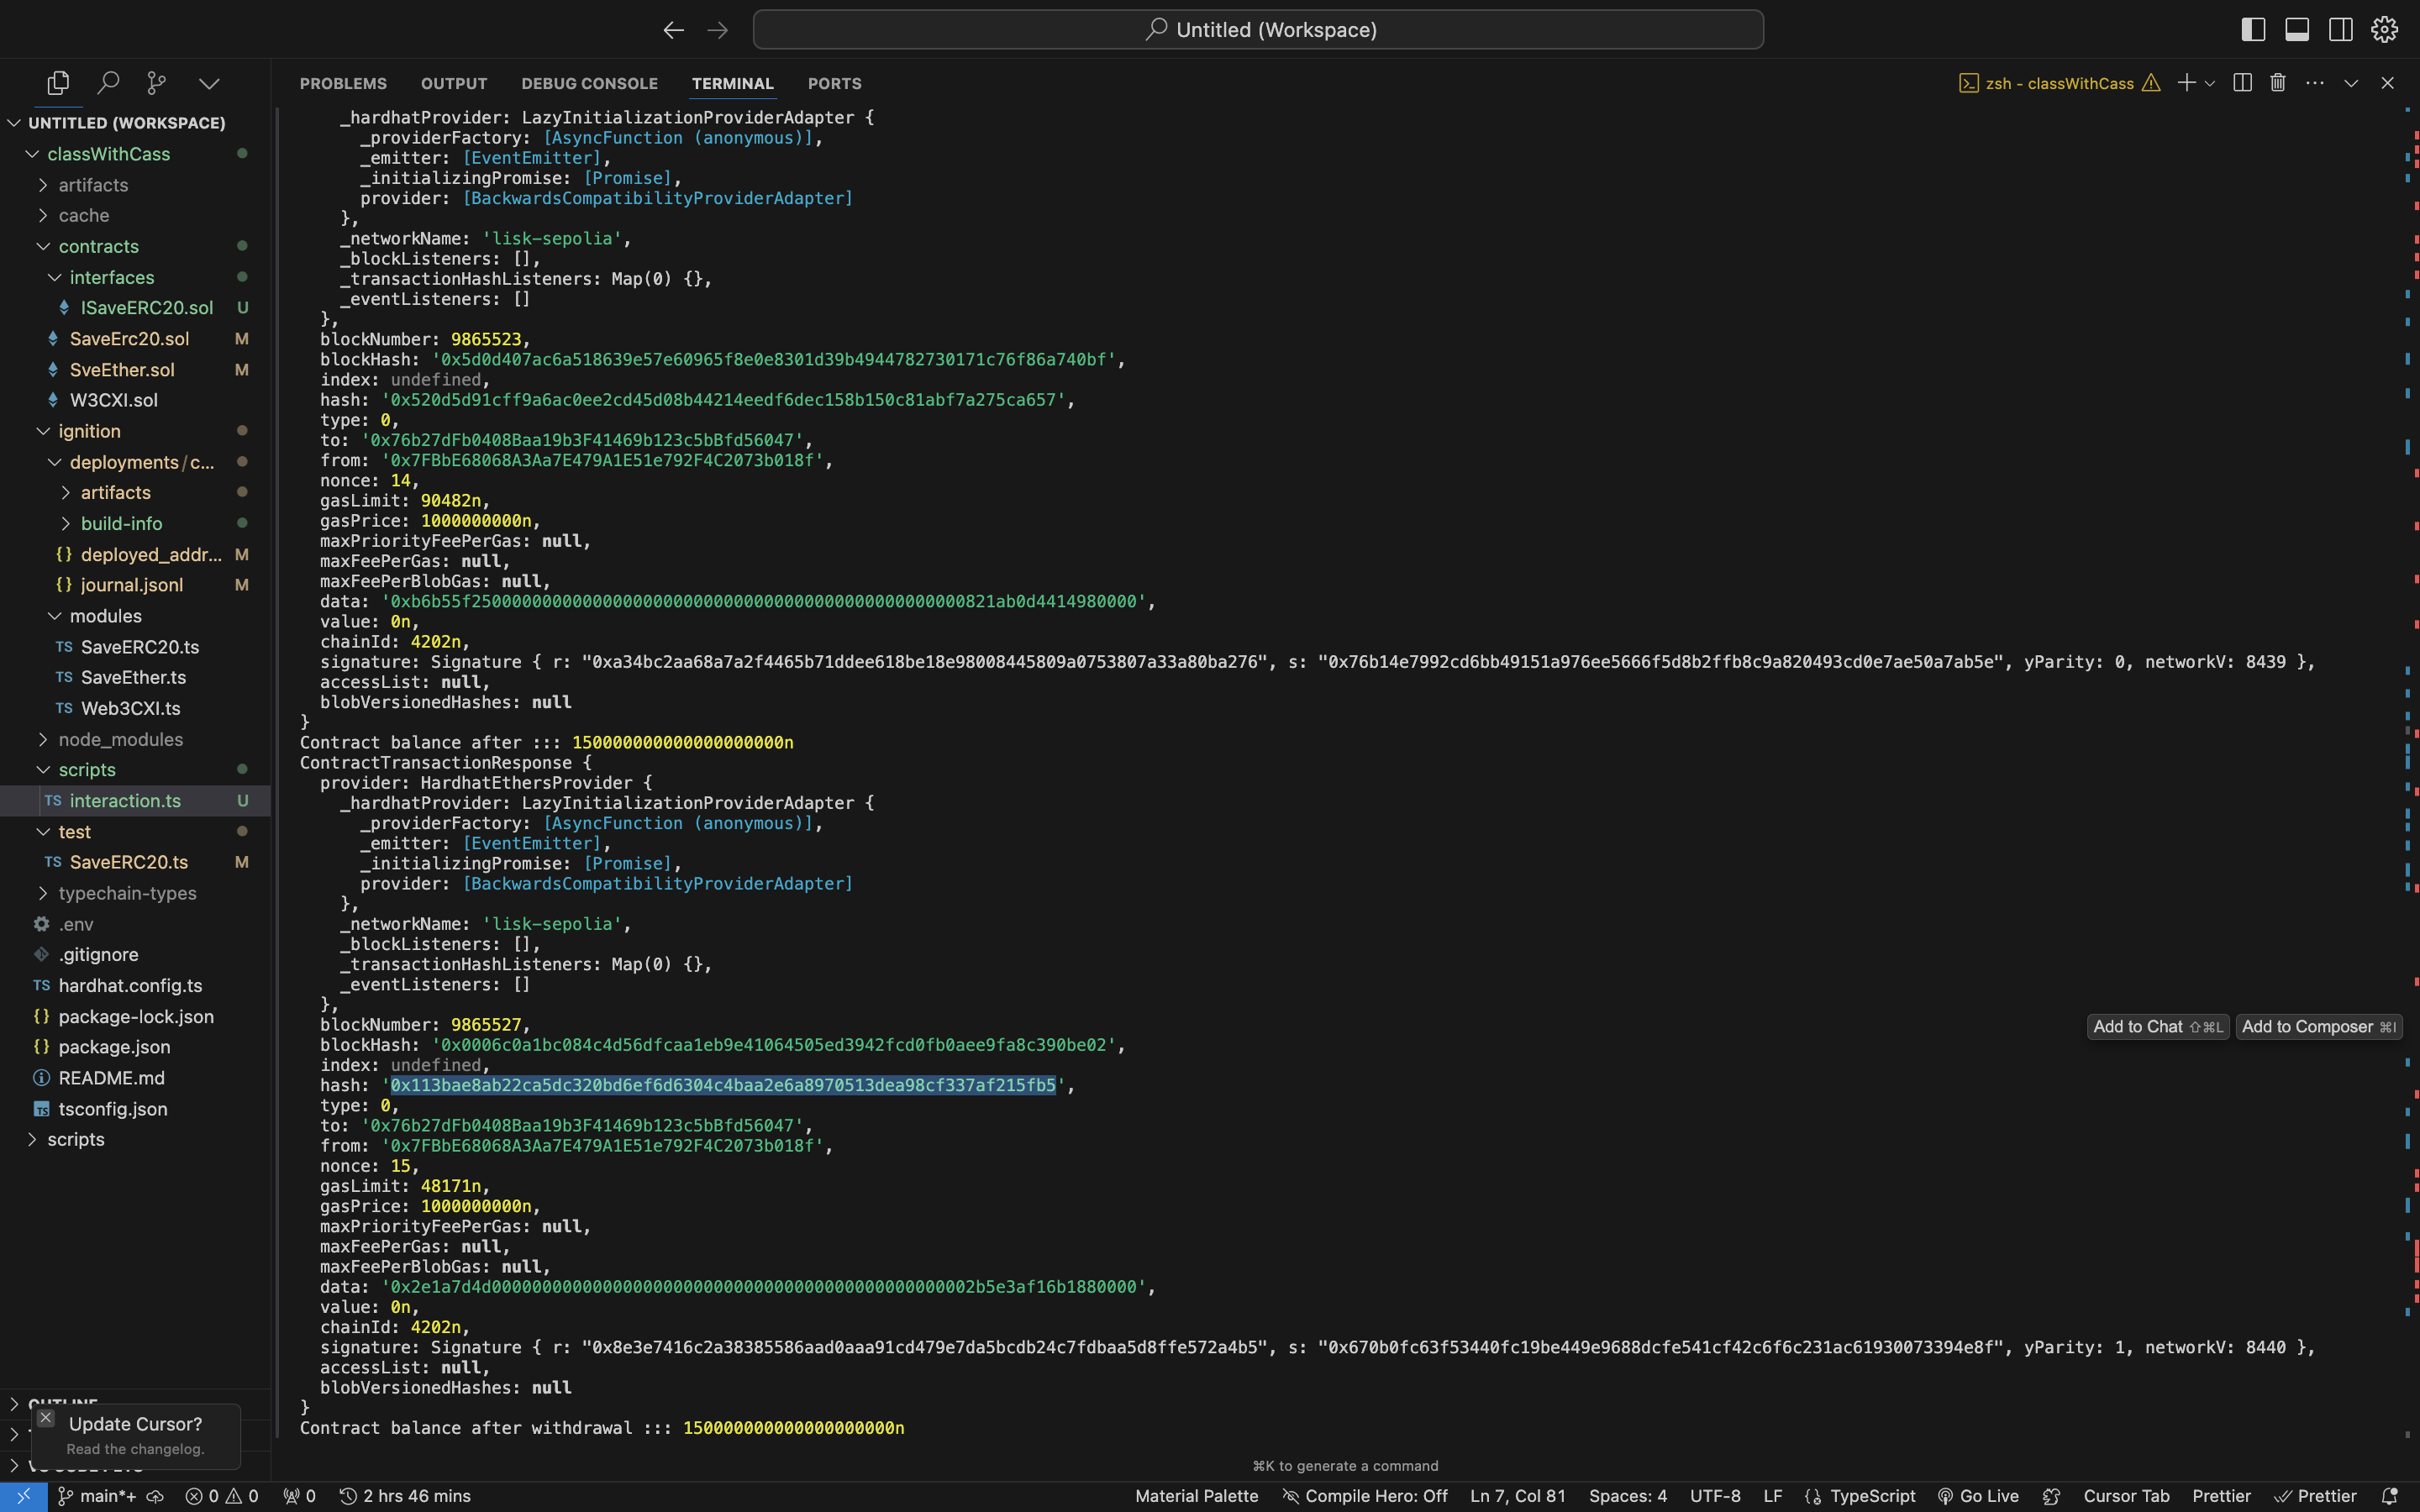 Untitled (Workspace)
PROBLEMS OUTPUT DEBUG CONSOLE TERMINAL PORTS
zsh - classWithCass
UNTITLED (WORKSPACE)
classWithCass
artifacts
cache
contracts
interfaces
ISaveERC20.sol U
SaveErc20.sol M
SveEther.sol M
W3CXI.sol
ignition
deployments/c...
artifacts
build-info
deployed_addr... M
journal.jsonl M
modules
SaveERC20.ts
SaveEther.ts
Web3CXI.ts
node_modules
scripts
interaction.ts U
test
SaveERC20.ts M
typechain-types
.env
.gitignore
hardhat.config.ts
package-lock.json
package.json
README.md
tsconfig.json
scripts
_hardhatProvider: LazyInitializationProviderAdapter {
_providerFactory: [AsyncFunction (anonymous)],
_emitter: [EventEmitter],
_initializingPromise: [Promise],
provider: [BackwardsCompatibilityProviderAdapter]
},
_networkName: 'lisk-sepolia',
_blockListeners: [],
_transactionHashListeners: Map(0) {},
_eventListeners: []
},
blockNumber: 9865523,
blockHash: '0x5d0d407ac6a518639e57e60965f8e0e8301d39b4944782730171c76f86a740bf',
index: undefined,
hash: '0x520d5d91cff9a6ac0ee2cd45d08b44214eedf6dec158b150c81abf7a275ca657',
type: 0,
to: '0x76b27dFb0408Baa19b3F41469b123c5bBfd56047',
from: '0x7FBbE68068A3Aa7E479A1E51e792F4C2073b018f',
nonce: 14,
gasLimit: 90482n,
gasPrice: 1000000000n,
maxPriorityFeePerGas: null,
maxFeePerGas: null,
maxFeePerBlobGas: null,
data: '0xb6b55f250000000000000000000000000000000000000000000000821ab0d4414980000',
value: 0n,
chainId: 4202n,
signature: Signature { r: "0xa34bc2aa68a7a2f4465b71ddee618be18e98008445809a0753807a33a80ba276", s: "0x76b14e7992cd6bb49151a976ee5666f5d8b2ffb8c9a820493cd0e7ae50a7ab5e", yParity: 0, networkV: 8439 },
accessList: null,
blobVersionedHashes: null
}
Contract balance after ::: 150000000000000000000n
ContractTransactionResponse {
provider: HardhatEthersProvider {
_hardhatProvider: LazyInitializationProviderAdapter {
_providerFactory: [AsyncFunction (anonymous)],
_emitter: [EventEmitter],
_initializingPromise: [Promise],
provider: [BackwardsCompatibilityProviderAdapter]
},
_networkName: 'lisk-sepolia',
_blockListeners: [],
_transactionHashListeners: Map(0) {},
_eventListeners: []
},
blockNumber: 9865527,
blockHash: '0x0006c0a1bc084c4d56dfcaa1eb9e41064505ed3942fcd0fb0aee9fa8c390be02',
index: undefined,
hash: '0x113bae8ab22ca5dc320bd6ef6d6304c4baa2e6a8970513dea98cf337af215fb5',
type: 0,
to: '0x76b27dFb0408Baa19b3F41469b123c5bBfd56047',
from: '0x7FBbE68068A3Aa7E479A1E51e792F4C2073b018f',
nonce: 15,
gasLimit: 48171n,
gasPrice: 1000000000n,
maxPriorityFeePerGas: null,
maxFeePerGas: null,
maxFeePerBlobGas: null,
data: '0x2e1a7d4d000000000000000000000000000000000000000000000002b5e3af16b1880000',
value: 0n,
chainId: 4202n,
signature: Signature { r: "0x8e3e7416c2a38385586aad0aaa91cd479e7da5bcdb24c7fdbaa5d8ffe572a4b5", s: "0x670b0fc63f53440fc19be449e9688dcfe541cf42c6f6c231ac61930073394e8f", yParity: 1, networkV: 8440 },
accessList: null,
blobVersionedHashes: null
}
Contract balance after withdrawal ::: 150000000000000000000n
Add to Chat ⇧⌘L Add to Composer ⌘I
OUTLINE
Update Cursor?
Read the changelog.
⌘K to generate a command
main*+ 0 0 0 2 hrs 46 mins
Material Palette Compile Hero: Off Ln 7, Col 81 Spaces: 4 UTF-8 LF TypeScript Go Live Cursor Tab Prettier Prettier